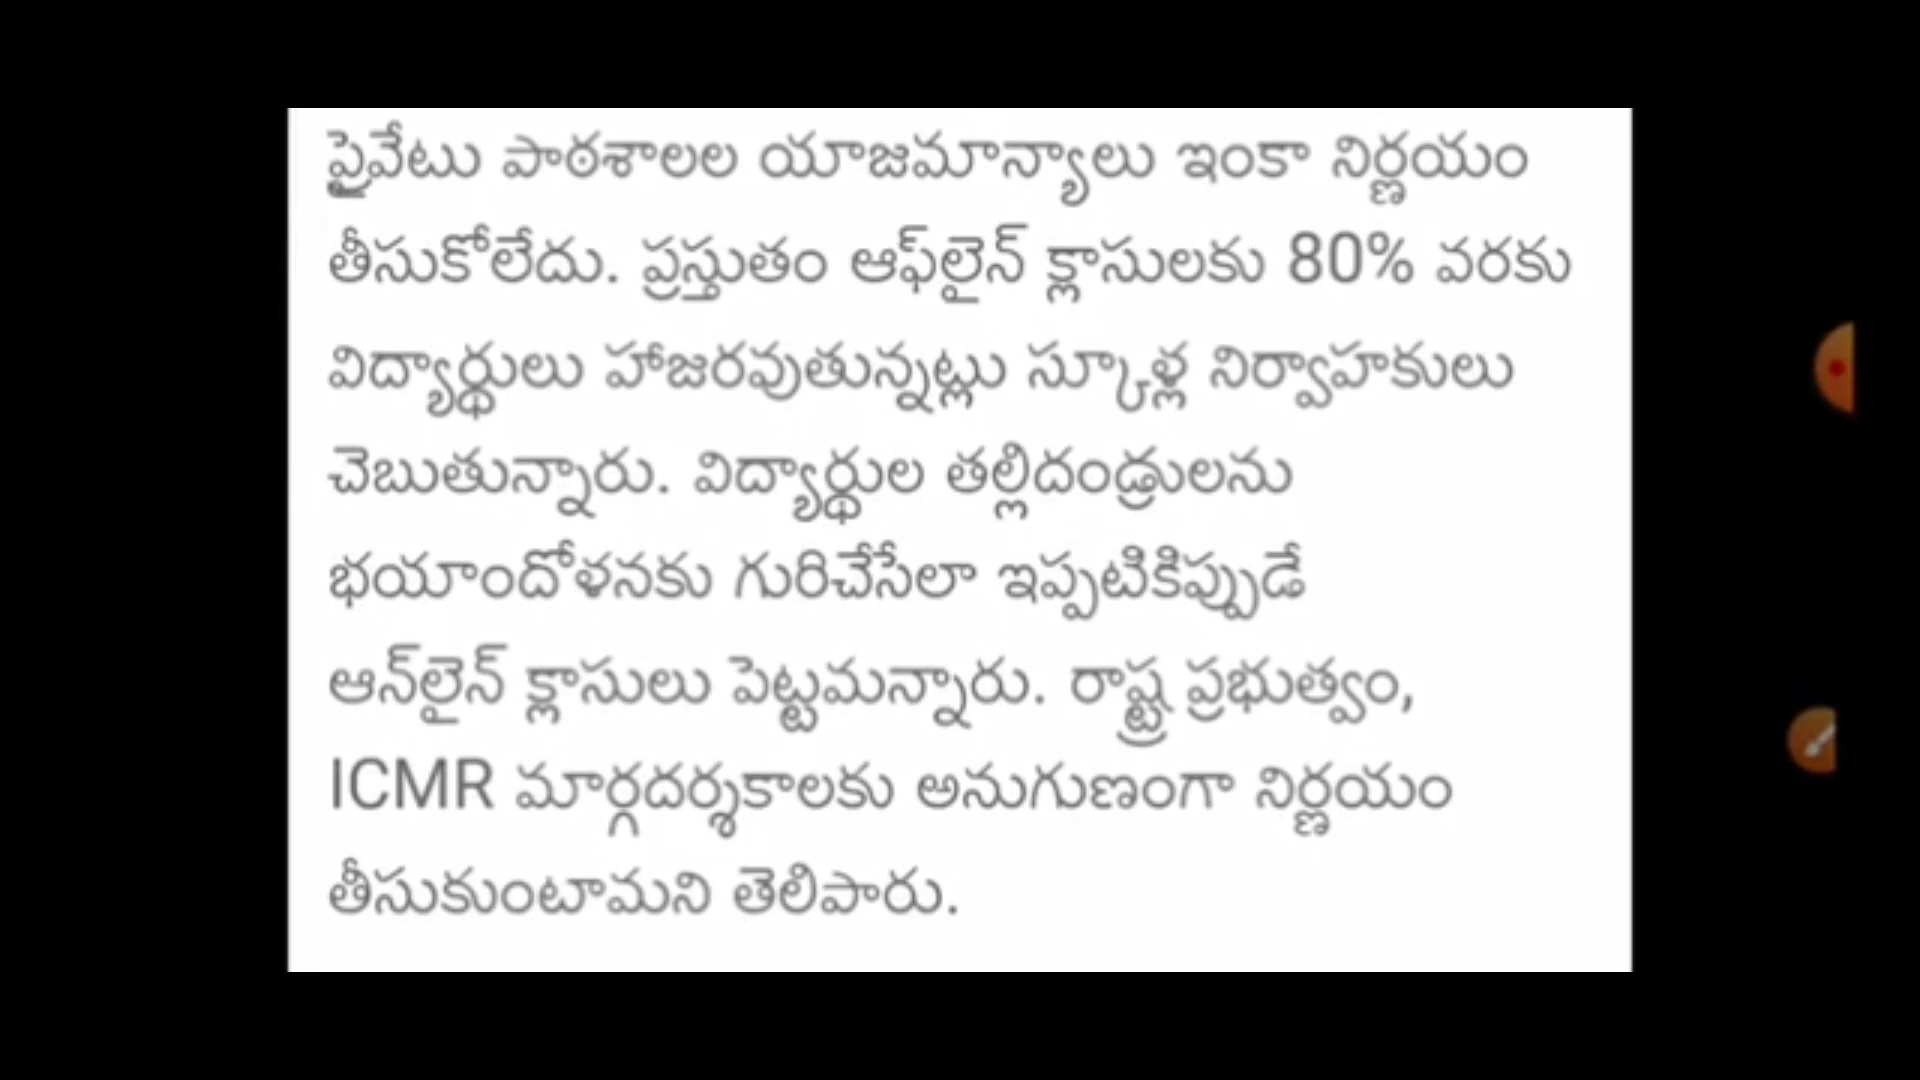 ప్రైవేటు పాఠశాలల యాజమాన్యాలు ఇంకా నిర్ణయం
తీసుకోలేదు. ప్రస్తుతం ఆఫ్‌లైన్ క్లాసులకు 80% వరకు
విద్యార్థులు హాజరవుతున్నట్లు స్కూళ్ల నిర్వాహకులు
చెబుతున్నారు. విద్యార్థుల తల్లిదండ్రులను
భయాందోళనకు గురిచేసేలా ఇప్పటికిప్పుడే
ఆన్‌లైన్ క్లాసులు పెట్టమన్నారు. రాష్ట్ర ప్రభుత్వం,
ICMR మార్గదర్శకాలకు అనుగుణంగా నిర్ణయం
తీసుకుంటామని తెలిపారు.